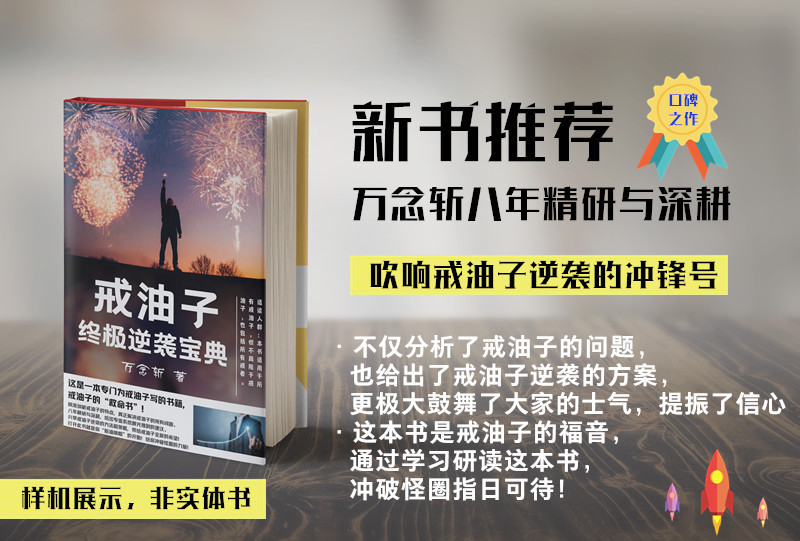 新书推荐
口碑
之作
万念斩八年精研与深耕
吹响戒油子逆袭的冲锋号
· 不仅分析了戒油子的问题，
也给出了戒油子逆袭的方案，
更极大鼓舞了大家的士气，提振了信心
· 这本书是戒油子的福音，
通过学习研读这本书，
冲破怪圈指日可待！
戒油子
终极逆袭宝典
万念斩 著
这是一本专门为戒油子写的书籍，
戒油子的“救命书”！
样机展示，非实体书